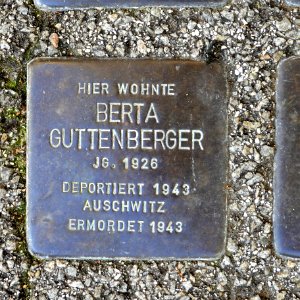 HIER WOHNTE
BERTA
GUTTENBERGER
JG. 1926
DEPORTIERT 1943
AUSCHWITZ
ERMORDET 1943